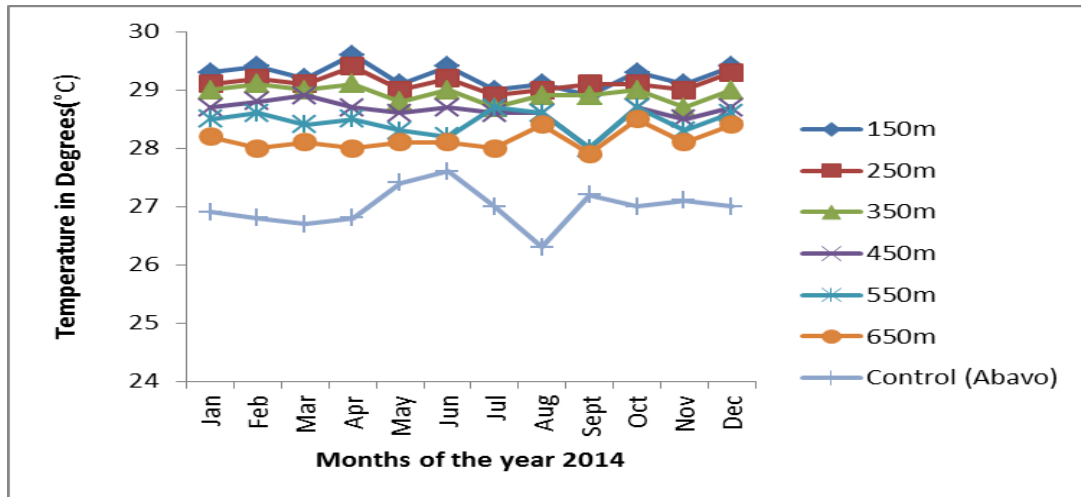 Temperature in Degrees(°C)
30
29
28
27
26
25
24
Jan
Feb
Mar
Apr
May
Jun
Jul
Aug
Sept
Oct
Nov
Dec
Months of the year 2014
150m
250m
350m
450m
550m
650m
Control (Abavo)